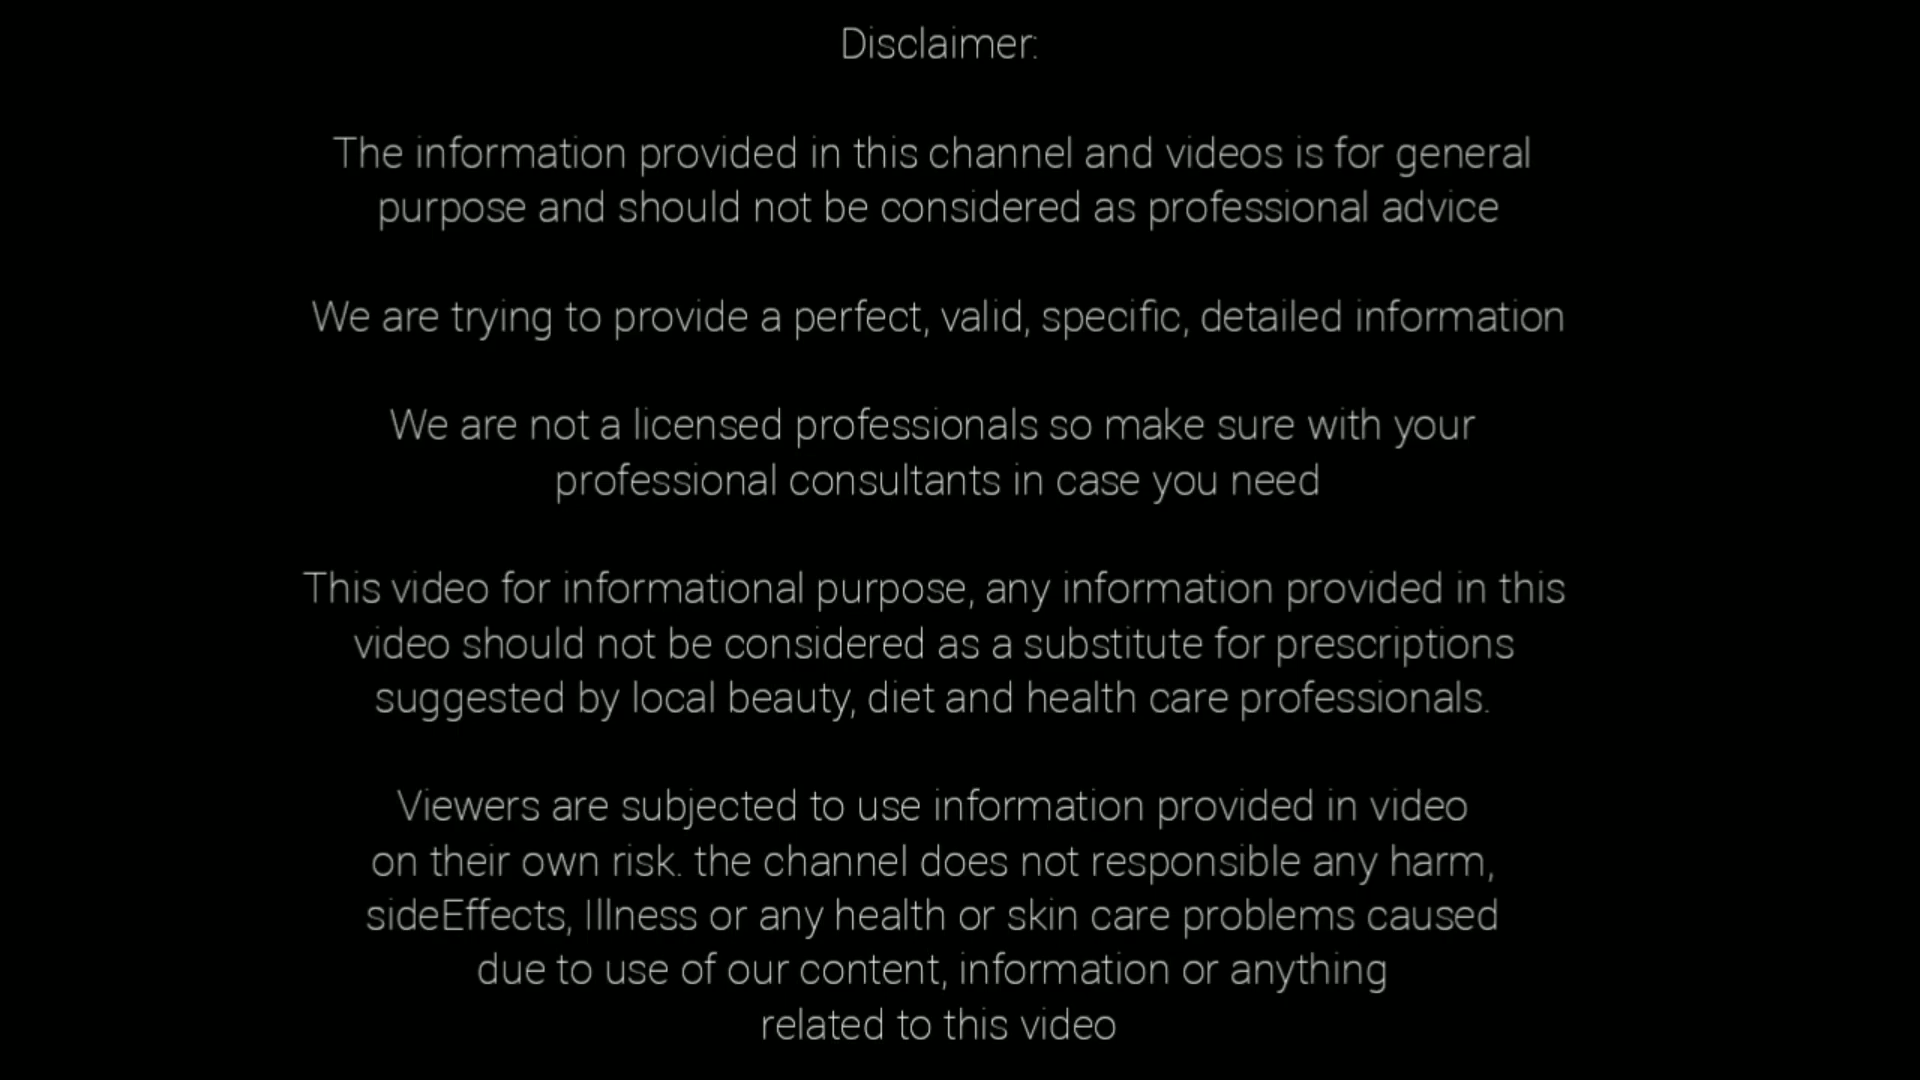 Disclaimer:
The information provided in this channel and videos is for general
purpose and should not be considered as professional advice
We are trying to provide a perfect, valid, specific, detailed information
We are not a licensed professionals so make sure with your
professional consultants in case you need
This video for informational purpose, any information provided in this
video should not be considered as a substitute for prescriptions
suggested by local beauty, diet and health care professionals.
Viewers are subjected to use information provided in video
on their own risk. the channel does not responsible any harm,
sideEffects, Illness or any health or skin care problems caused
due to use of our content, information or anything
related to this video